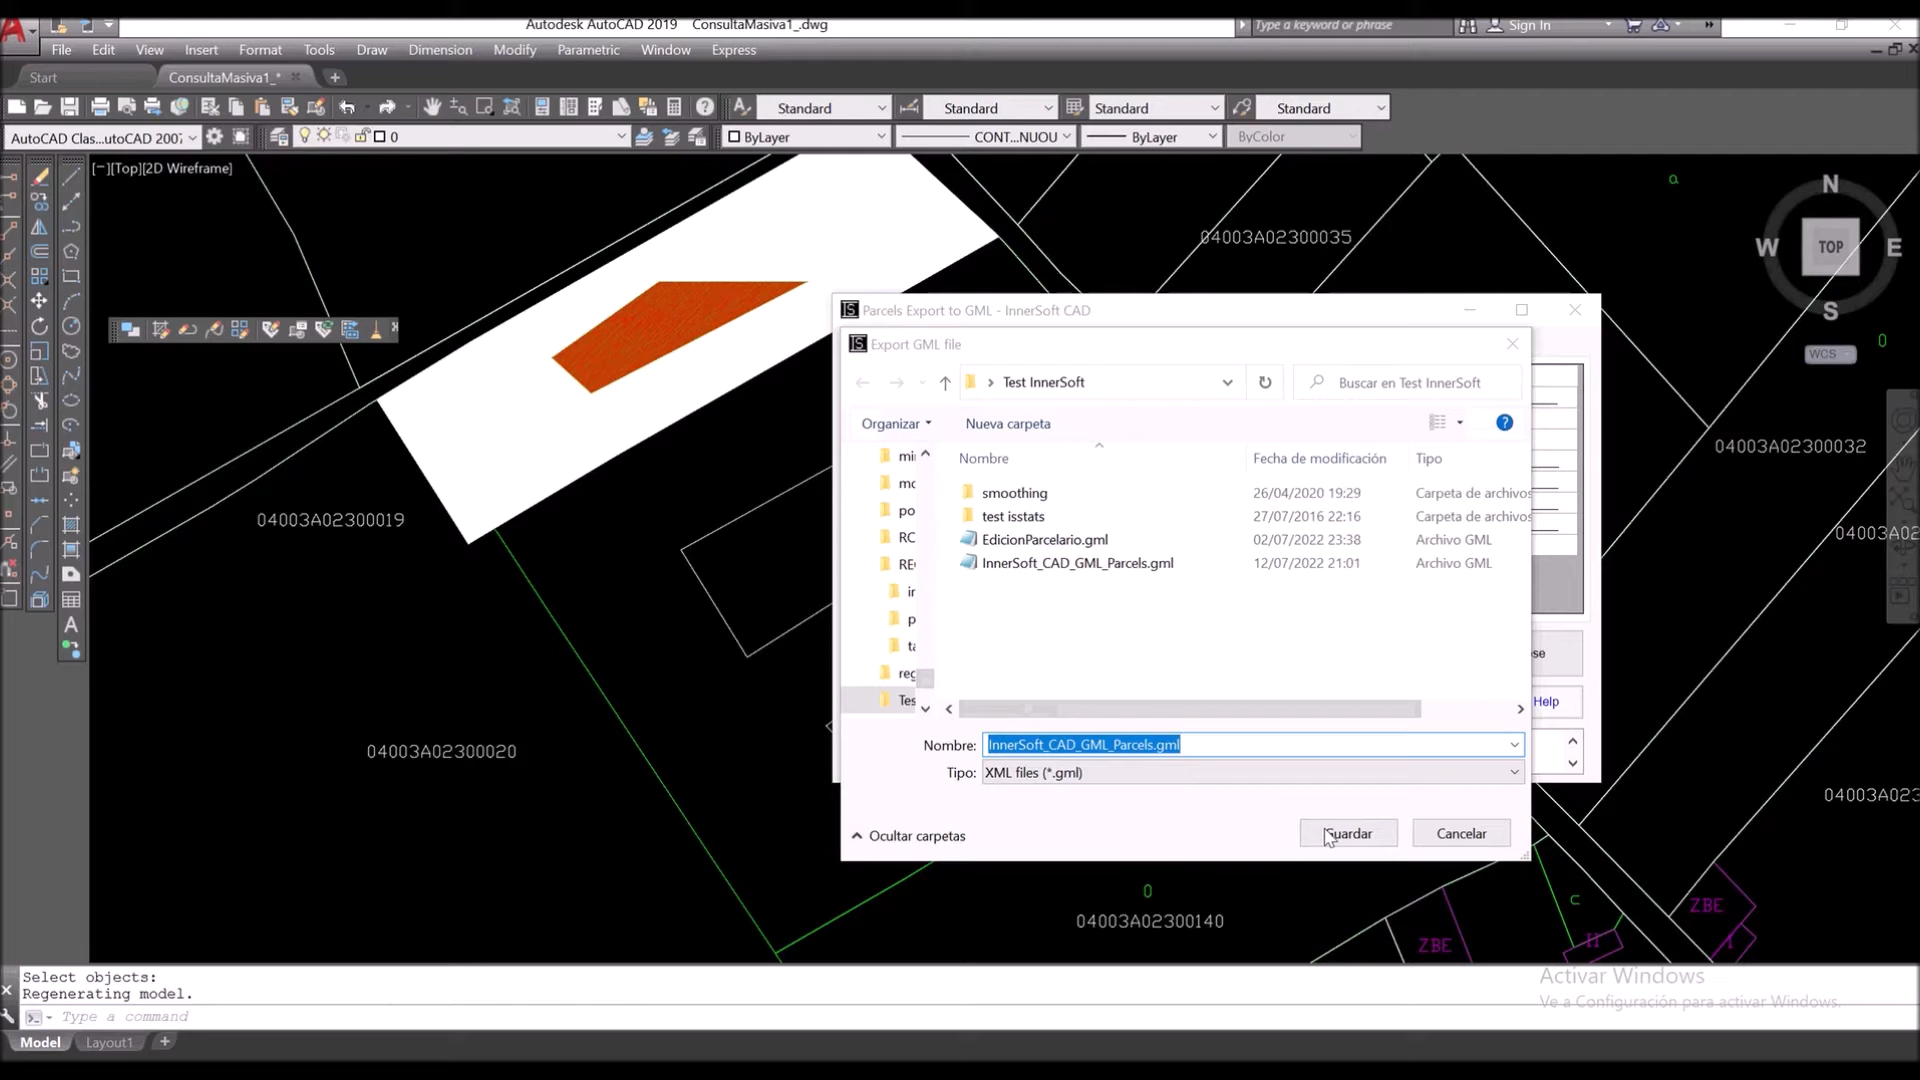 Autodesk AutoCAD 2019 ConsultaMasiva1_.dwg
Type a keyword or phrase
Sign In
File Edit View Insert Format Tools Draw Dimension Modify Parametric Window Express
Start
ConsultaMasiva1_*
Standard
Standard
Standard
Standard
AutoCAD Clas...utoCAD 2007
0
ByLayer
CONT...NUOU
ByLayer
ByColor
[−][Top][2D Wireframe]
a
N
W
TOP
E
S
WCS
0
04003A02300035
04003A02300032
04003A02300019
04003A02300020
0
04003A02300140
c
ZBE
ZBE
II
I
Parcels Export to GML - InnerSoft CAD
Export GML file
Test InnerSoft
Buscar en Test InnerSoft
Organizar
Nueva carpeta
Nombre
Fecha de modificación
Tipo
smoothing 26/04/2020 19:29 Carpeta de archivos
test isstats 27/07/2016 22:16 Carpeta de archivos
EdicionParcelario.gml 02/07/2022 23:38 Archivo GML
InnerSoft_CAD_GML_Parcels.gml 12/07/2022 21:01 Archivo GML
Help
Nombre: InnerSoft_CAD_GML_Parcels.gml
Tipo: XML files (*.gml)
Ocultar carpetas
Guardar
Cancelar
Select objects:
Regenerating model.
Type a command
Activar Windows
Ve a Configuración para activar Windows.
Model
Layout1